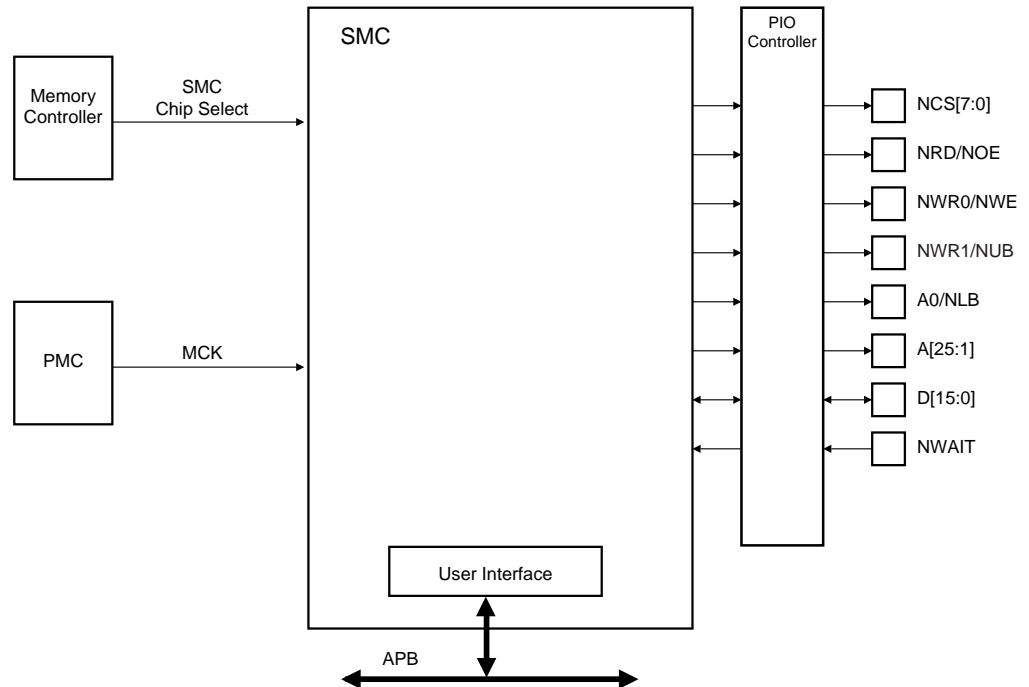 SMC
PIO
Controller
Memory
Controller
SMC
Chip Select
NCS[7:0]
NRD/NOE
NWR0/NWE
NWR1/NUB
A0/NLB
PMC
MCK
A[25:1]
D[15:0]
NWAIT
User Interface
APB